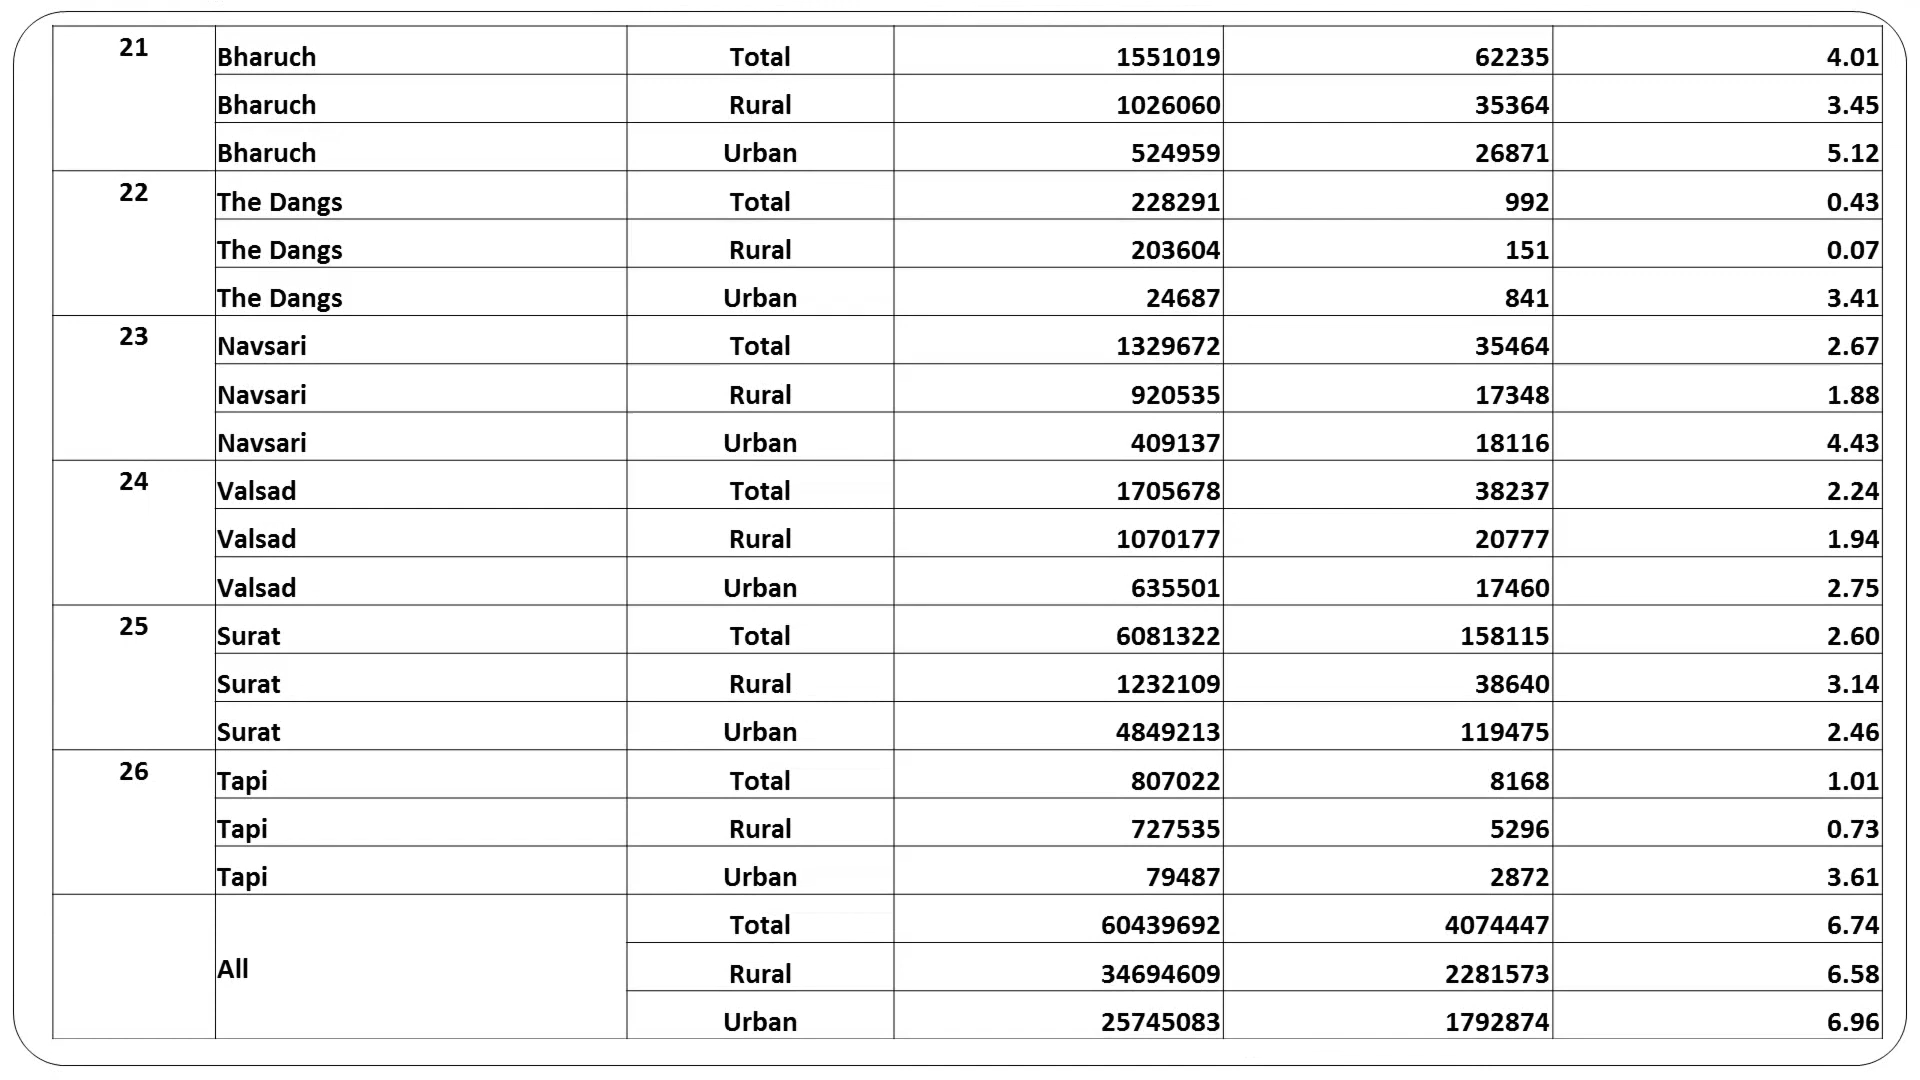 21 Bharuch Total 1551019 62235 4.01
Bharuch Rural 1026060 35364 3.45
Bharuch Urban 524959 26871 5.12
22 The Dangs Total 228291 992 0.43
The Dangs Rural 203604 151 0.07
The Dangs Urban 24687 841 3.41
23 Navsari Total 1329672 35464 2.67
Navsari Rural 920535 17348 1.88
Navsari Urban 409137 18116 4.43
24 Valsad Total 1705678 38237 2.24
Valsad Rural 1070177 20777 1.94
Valsad Urban 635501 17460 2.75
25 Surat Total 6081322 158115 2.60
Surat Rural 1232109 38640 3.14
Surat Urban 4849213 119475 2.46
26 Tapi Total 807022 8168 1.01
Tapi Rural 727535 5296 0.73
Tapi Urban 79487 2872 3.61
Total 60439692 4074447 6.74
All Rural 34694609 2281573 6.58
Urban 25745083 1792874 6.96